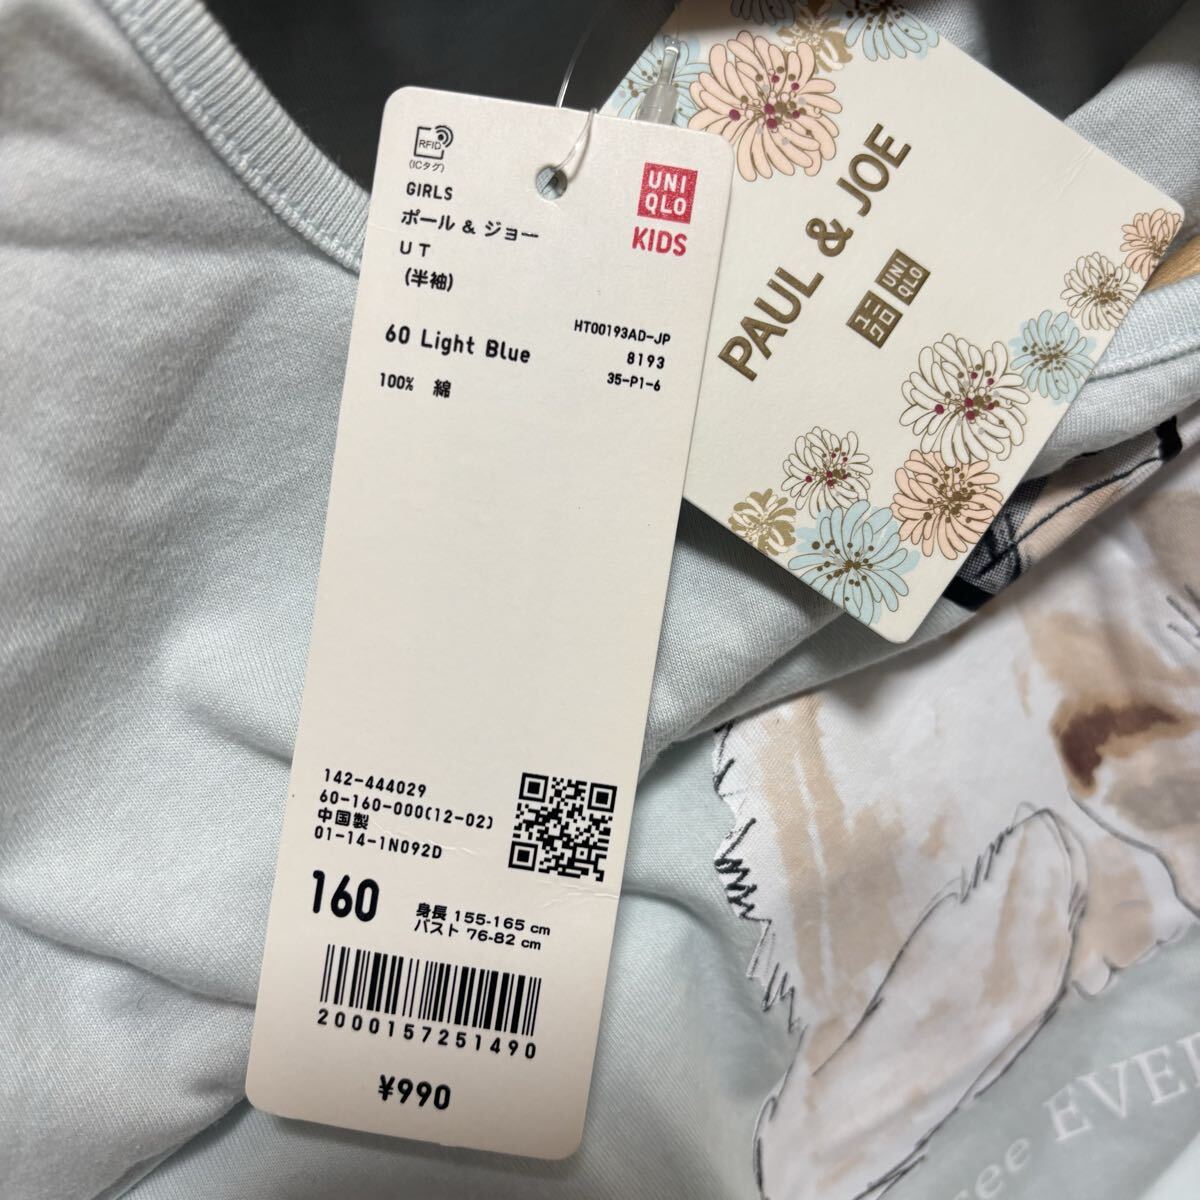 RFID
(ICタグ)
GIRLS
ポール & ジョー
UT
(半袖)
UNI
QLO
KIDS
60 Light Blue
100% 綿
HT00193AD-JP
8193
35-P1-6
142-444029
60-160-000(12-02)
中国製
01-14-1N092D
160
身長 155-165 cm
バスト 76-82 cm
2000157251490
¥990
PAUL & JOE
UNI
QLO